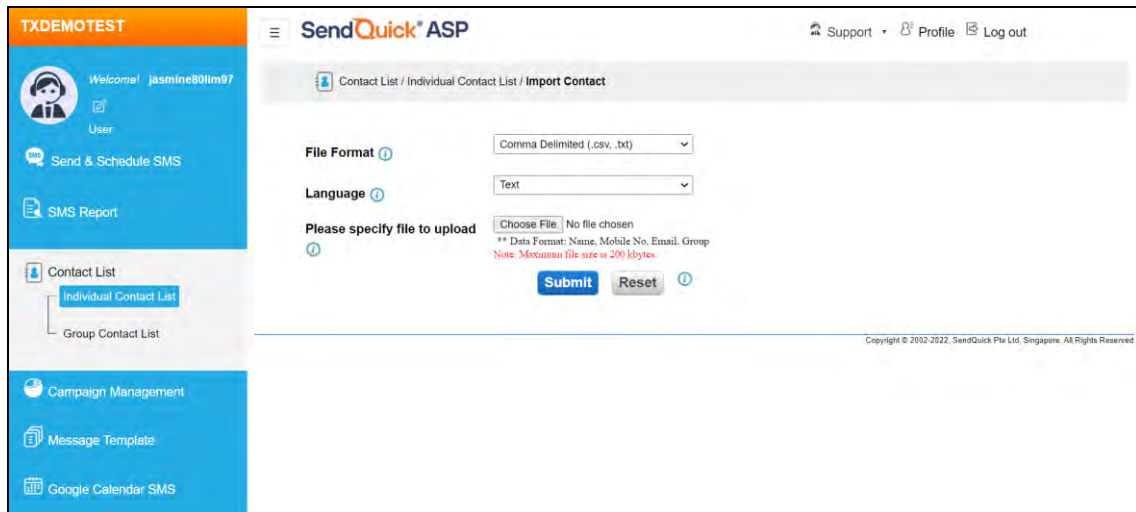 TXDEMOTEST
SendQuick® ASP
Support
Profile
Log out
Welcome! jasmine80lim97
User
Send & Schedule SMS
SMS Report
Contact List
Individual Contact List
Group Contact List
Campaign Management
Message Template
Google Calendar SMS
Contact List / Individual Contact List / Import Contact
File Format
Comma Delimited (.csv, .txt)
Language
Text
Please specify file to upload
Choose File No file chosen
** Data Format: Name, Mobile No, Email, Group
Note: Maximum file size is 200 kbytes.
Submit
Reset
Copyright © 2002-2022, SendQuick Pte Ltd, Singapore. All Rights Reserved